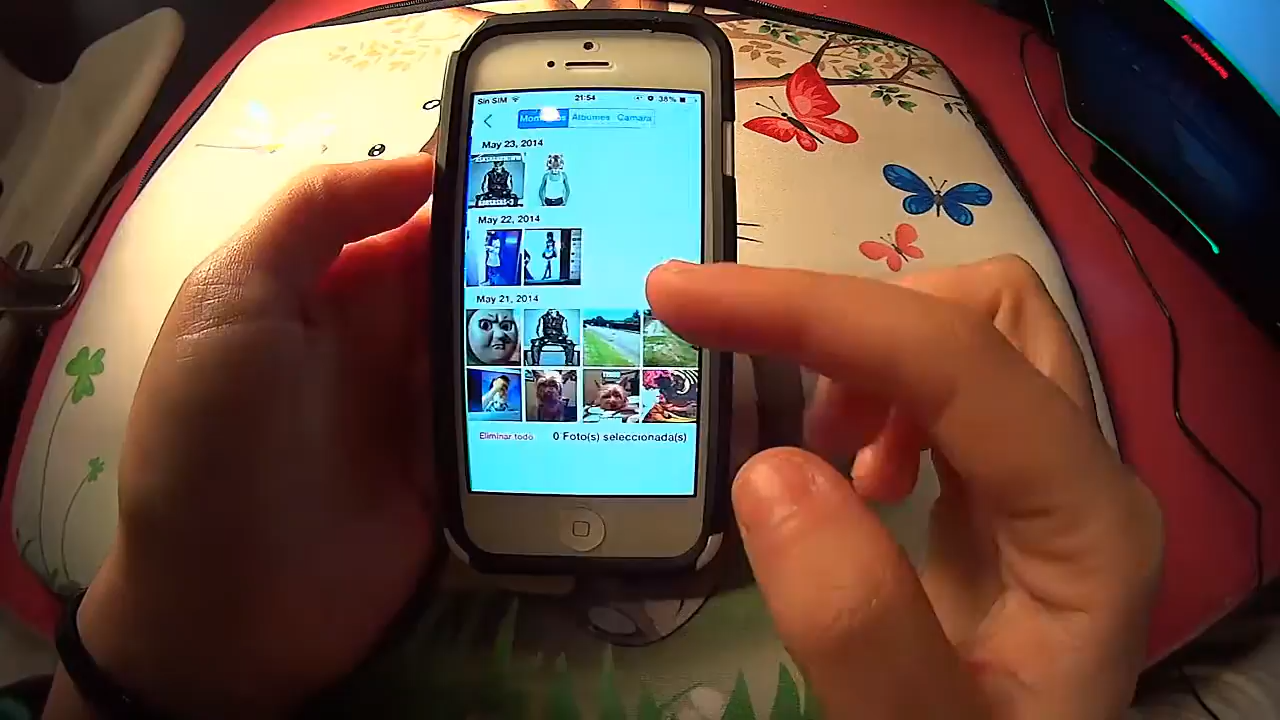 Sin SIM 21:54 38%
Momentos Álbumes Cámara
May 23, 2014
May 22, 2014
May 21, 2014
Eliminar todo 0 Foto(s) seleccionada(s)